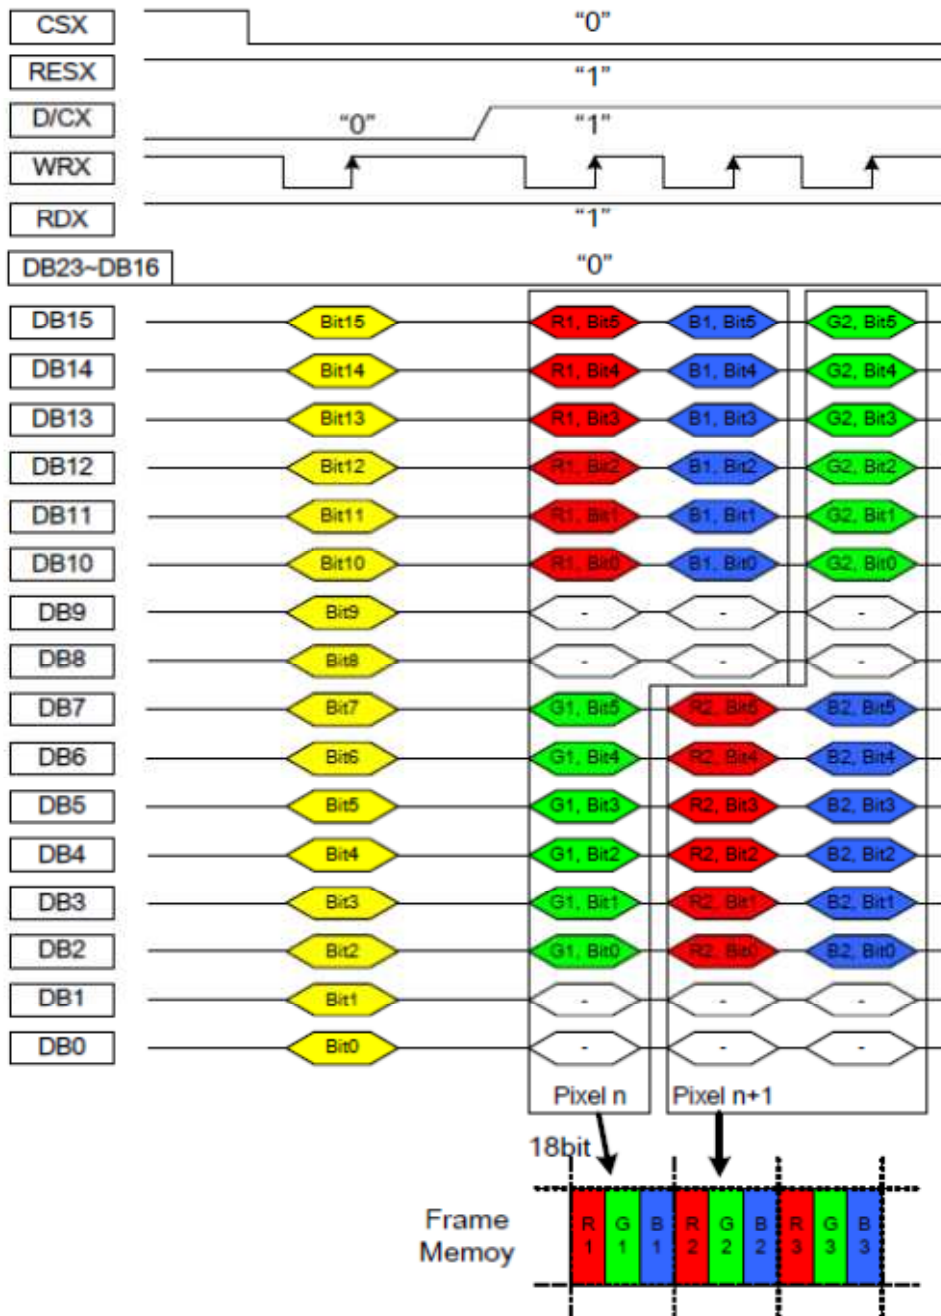 CSX “0”
RESX “1”
D/CX “0” “1”
WRX
RDX “1”
DB23~DB16 “0”
DB15 Bit15 R1, Bit5 B1, Bit5 G2, Bit5
DB14 Bit14 R1, Bit4 B1, Bit4 G2, Bit4
DB13 Bit13 R1, Bit3 B1, Bit3 G2, Bit3
DB12 Bit12 R1, Bit2 B1, Bit2 G2, Bit2
DB11 Bit11 R1, Bit1 B1, Bit1 G2, Bit1
DB10 Bit10 R1, Bit0 B1, Bit0 G2, Bit0
DB9 Bit9 - - -
DB8 Bit8 - - -
DB7 Bit7 G1, Bit5 R2, Bit5 B2, Bit5
DB6 Bit6 G1, Bit4 R2, Bit4 B2, Bit4
DB5 Bit5 G1, Bit3 R2, Bit3 B2, Bit3
DB4 Bit4 G1, Bit2 R2, Bit2 B2, Bit2
DB3 Bit3 G1, Bit1 R2, Bit1 B2, Bit1
DB2 Bit2 G1, Bit0 R2, Bit0 B2, Bit0
DB1 Bit1 - - -
DB0 Bit0 - - -
Pixel n Pixel n+1
18bit
Frame
Memoy
R G B R G B R G B
1 1 1 2 2 2 3 3 3